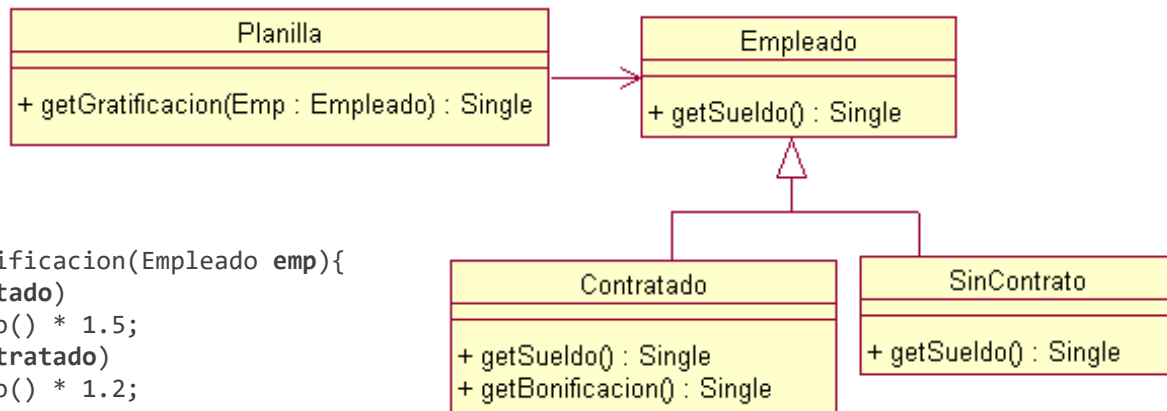 Planilla
+ getGratificacion(Emp : Empleado) : Single
Empleado
+ getSueldo() : Single
ificacion(Empleado emp){
tado)
o() * 1.5;
tratado)
o() * 1.2;
Contratado
+ getSueldo() : Single
+ getBonificacion() : Single
SinContrato
+ getSueldo() : Single